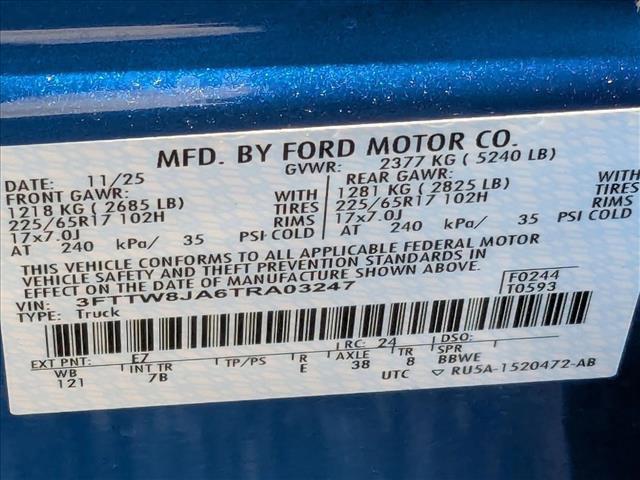 MFD. BY FORD MOTOR CO.
DATE: 11/25 GVWR: 2377 KG ( 5240 LB)
FRONT GAWR: REAR GAWR:
1218 KG ( 2685 LB) WITH 1281 KG ( 2825 LB) WITH
225/65R17 102H TIRES 225/65R17 102H TIRES
17x7.0J RIMS 17x7.0J RIMS
AT 240 kPa/ 35 PSI COLD AT 240 kPa/ 35 PSI COLD
THIS VEHICLE CONFORMS TO ALL APPLICABLE FEDERAL MOTOR
VEHICLE SAFETY AND THEFT PREVENTION STANDARDS IN
EFFECT ON THE DATE OF MANUFACTURE SHOWN ABOVE.
VIN: 3FTTW8JA6TRA03247 F0244
TYPE: Truck T0593
EXT PNT: E7 LRC: 24 DSO:
WB INT TR TP/PS R AXLE TR SPR
121 7B E 38 8 BBWE
UTC ▽ RU5A-1520472-AB